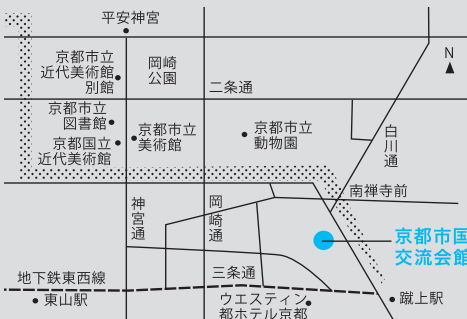 平安神宮
京都市立
近代美術館
別館
岡崎
公園
N
二条通
京都市立
図書館
京都国立
近代美術館
京都市立
美術館
京都市立
動物園
白川通
神宮通
岡崎通
南禅寺前
京都市国
交流会館
地下鉄東西線
東山駅
三条通
ウエスティン
都ホテル京都
蹴上駅